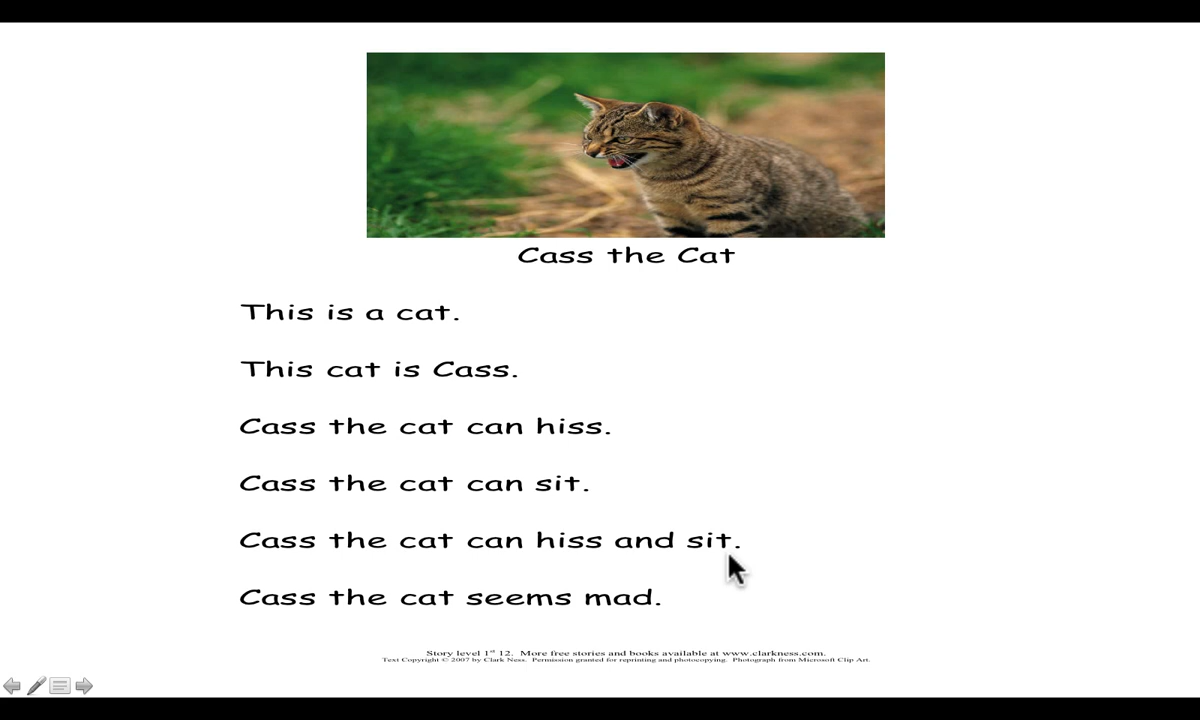 Cass the Cat
This is a cat.
This cat is Cass.
Cass the cat can hiss.
Cass the cat can sit.
Cass the cat can hiss and sit.
Cass the cat seems mad.
Story level 1st 12. More free stories and books available at www.clarkness.com.
Text Copyright © 2007 by Clark Ness. Permission granted for reprinting and photocopying. Photograph from Microsoft Clip Art.